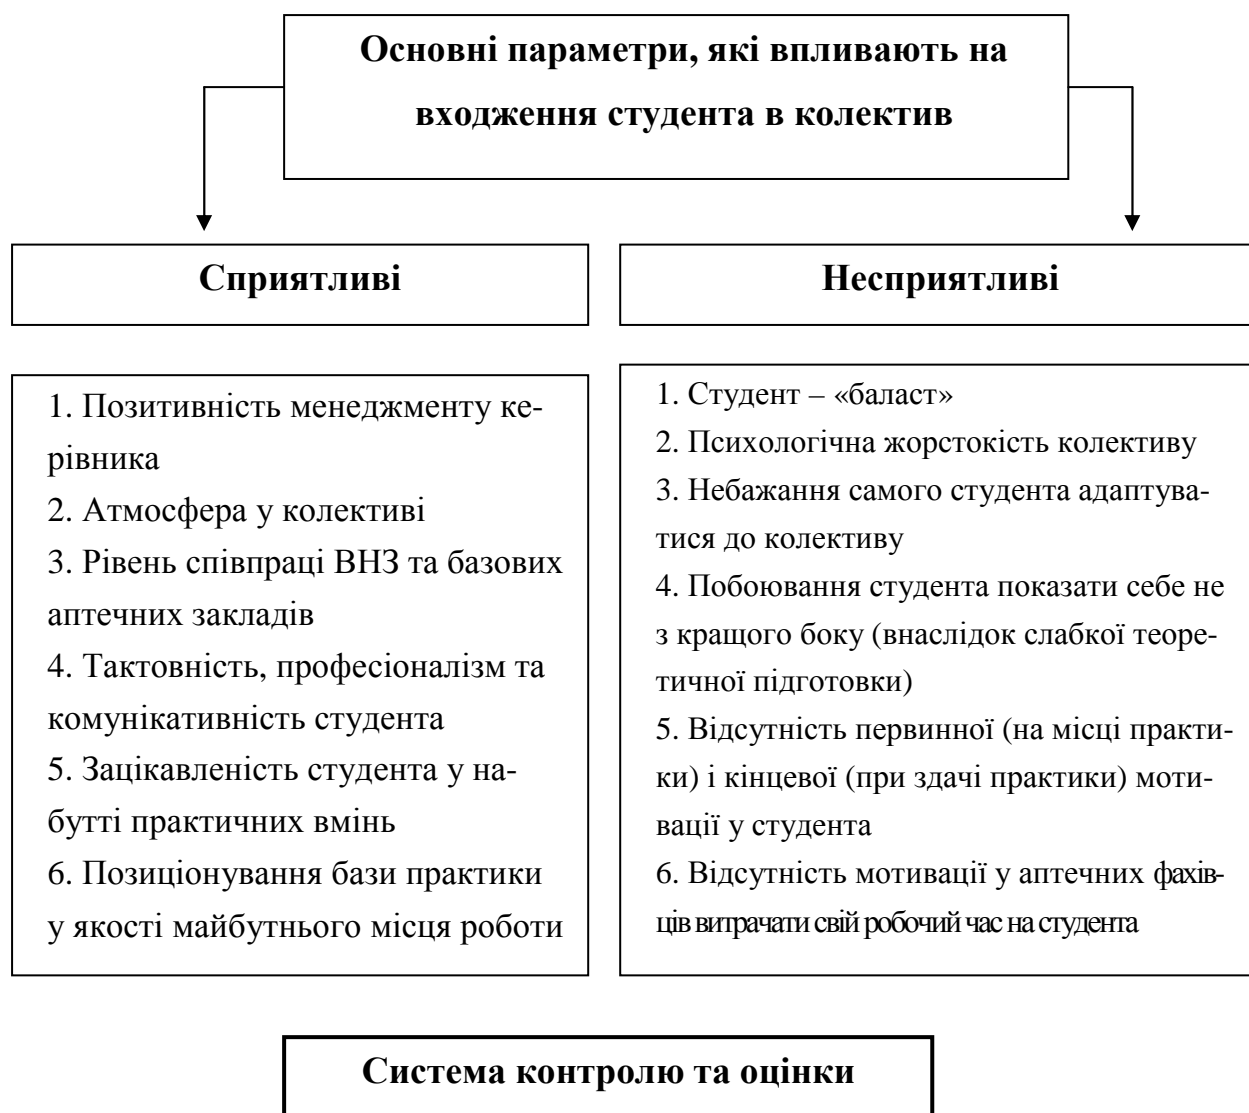 Основні параметри, які впливають на
входження студента в колектив
Сприятливі
1. Позитивність менеджменту ке-
рівника
2. Атмосфера у колективі
3. Рівень співпраці ВНЗ та базових
аптечних закладів
4. Тактовність, професіоналізм та
комунікативність студента
5. Зацікавленість студента у на-
бутті практичних вмінь
6. Позиціонування бази практики
у якості майбутнього місця роботи
Несприятливі
1. Студент – «баласт»
2. Психологічна жорстокість колективу
3. Небажання самого студента адаптува-
тися до колективу
4. Побоювання студента показати себе не
з кращого боку (внаслідок слабкої теоре-
тичної підготовки)
5. Відсутність первинної (на місці практи-
ки) і кінцевої (при здачі практики) моти-
вації у студента
6. Відсутність мотивації у аптечних фахів-
ців витрачати свій робочий час на студента
Система контролю та оцінки